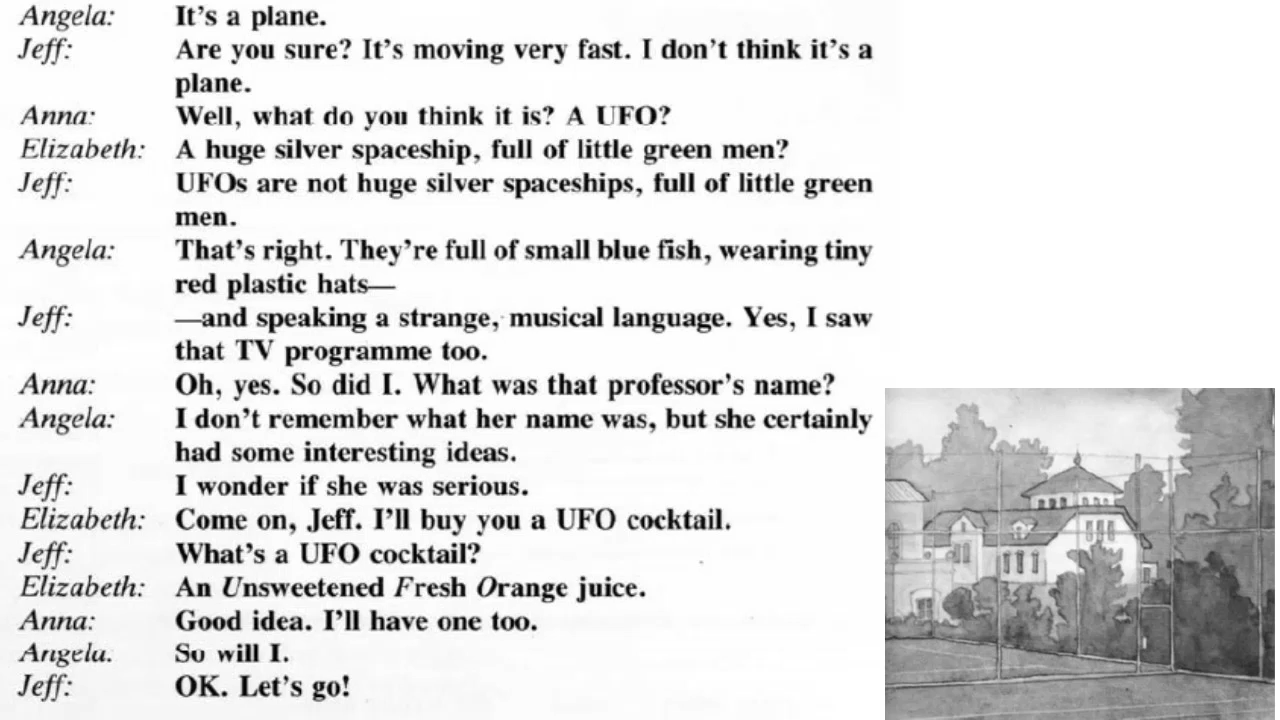 Angela: It's a plane.
Jeff: Are you sure? It's moving very fast. I don't think it's a
plane.
Anna: Well, what do you think it is? A UFO?
Elizabeth: A huge silver spaceship, full of little green men?
Jeff: UFOs are not huge silver spaceships, full of little green
men.
Angela: That's right. They're full of small blue fish, wearing tiny
red plastic hats—
Jeff: —and speaking a strange, musical language. Yes, I saw
that TV programme too.
Anna: Oh, yes. So did I. What was that professor's name?
Angela: I don't remember what her name was, but she certainly
had some interesting ideas.
Jeff: I wonder if she was serious.
Elizabeth: Come on, Jeff. I'll buy you a UFO cocktail.
Jeff: What's a UFO cocktail?
Elizabeth: An Unsweetened Fresh Orange juice.
Anna: Good idea. I'll have one too.
Angela. So will I.
Jeff: OK. Let's go!